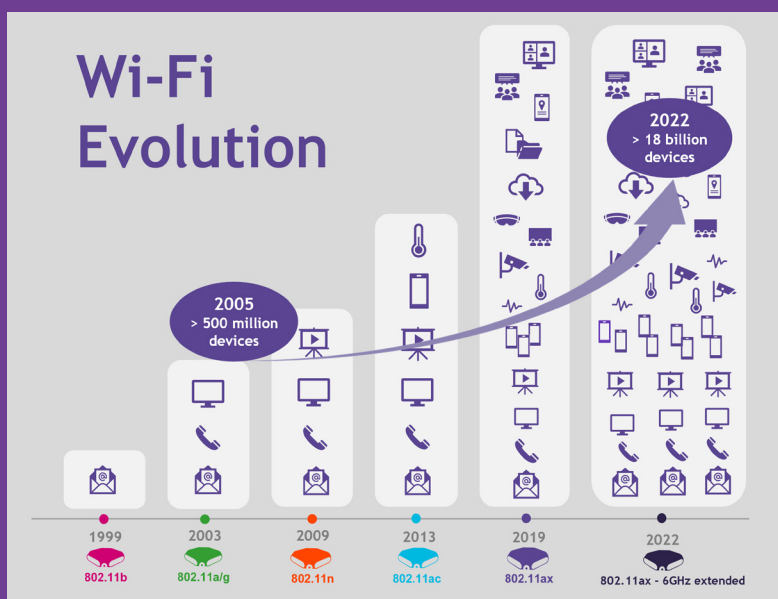 Wi-Fi
Evolution
2022
> 18 billion
devices
2005
> 500 million
devices
1999
2003
2009
2013
2019
2022
802.11b
802.11a/g
802.11n
802.11ac
802.11ax
802.11ax - 6GHz extended